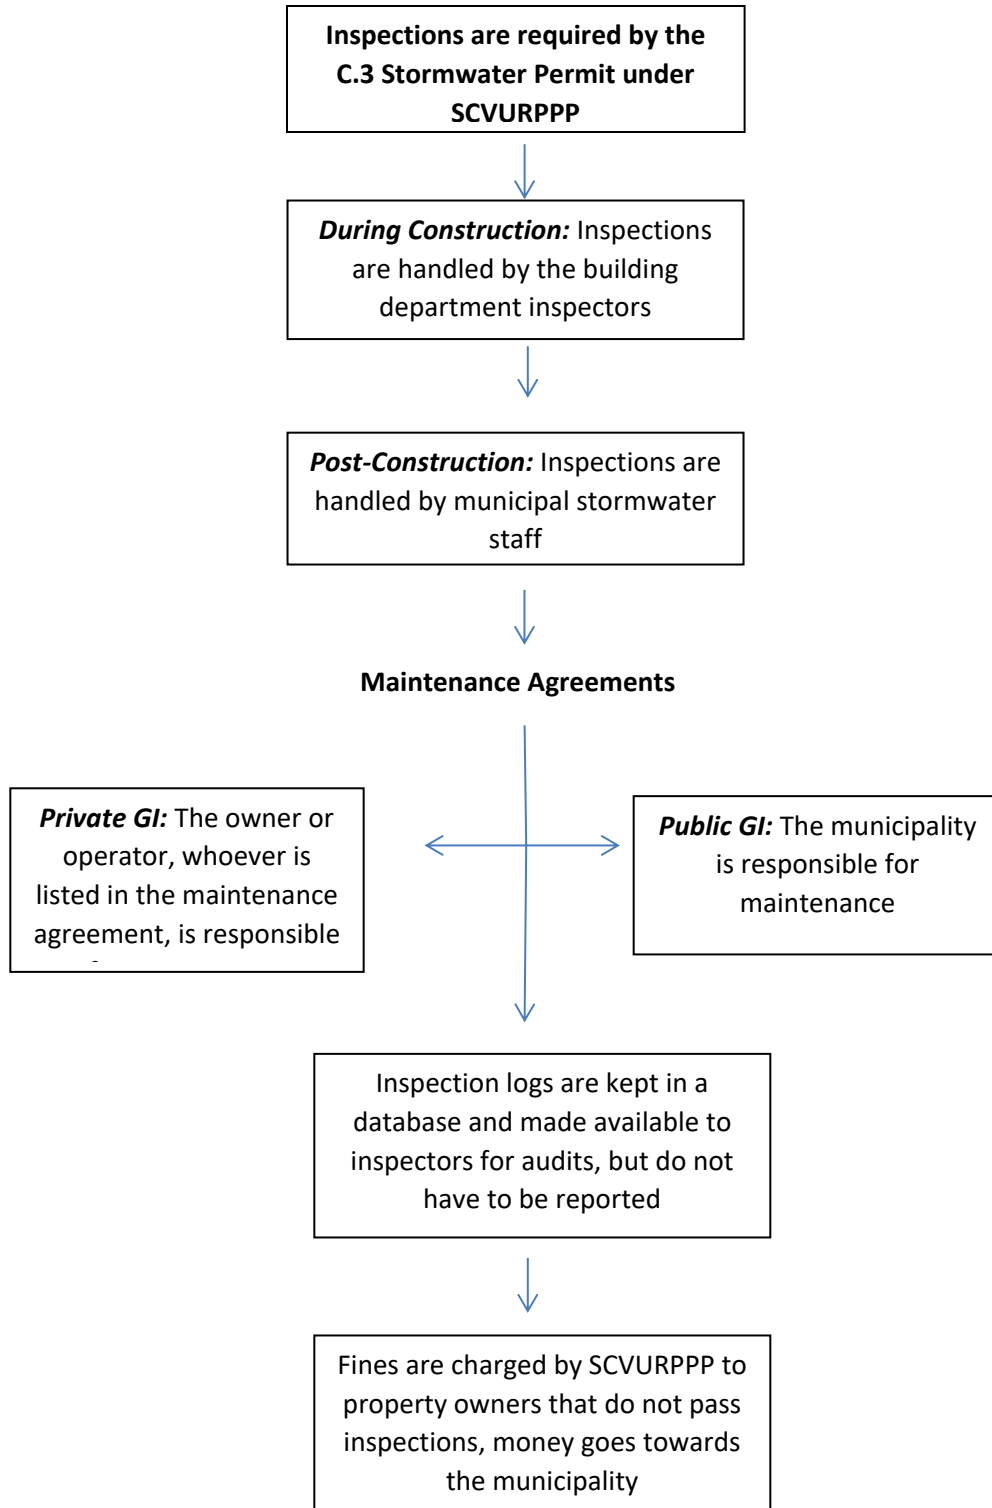 Inspections are required by the
C.3 Stormwater Permit under
SCVURPPP
During Construction: Inspections
are handled by the building
department inspectors
Post-Construction: Inspections are
handled by municipal stormwater
staff
Maintenance Agreements
Private GI: The owner or
operator, whoever is
listed in the maintenance
agreement, is responsible
Public GI: The municipality
is responsible for
maintenance
Inspection logs are kept in a
database and made available to
inspectors for audits, but do not
have to be reported
Fines are charged by SCVURPPP to
property owners that do not pass
inspections, money goes towards
the municipality